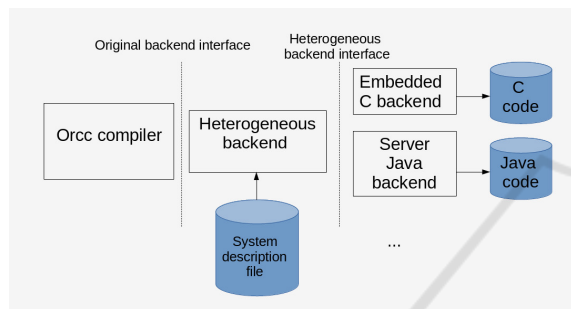 Original backend interface
Heterogeneous
backend interface
Orcc compiler
Heterogeneous
backend
Embedded
C backend
C
code
Server
Java
backend
Java
code
System
description
file
...